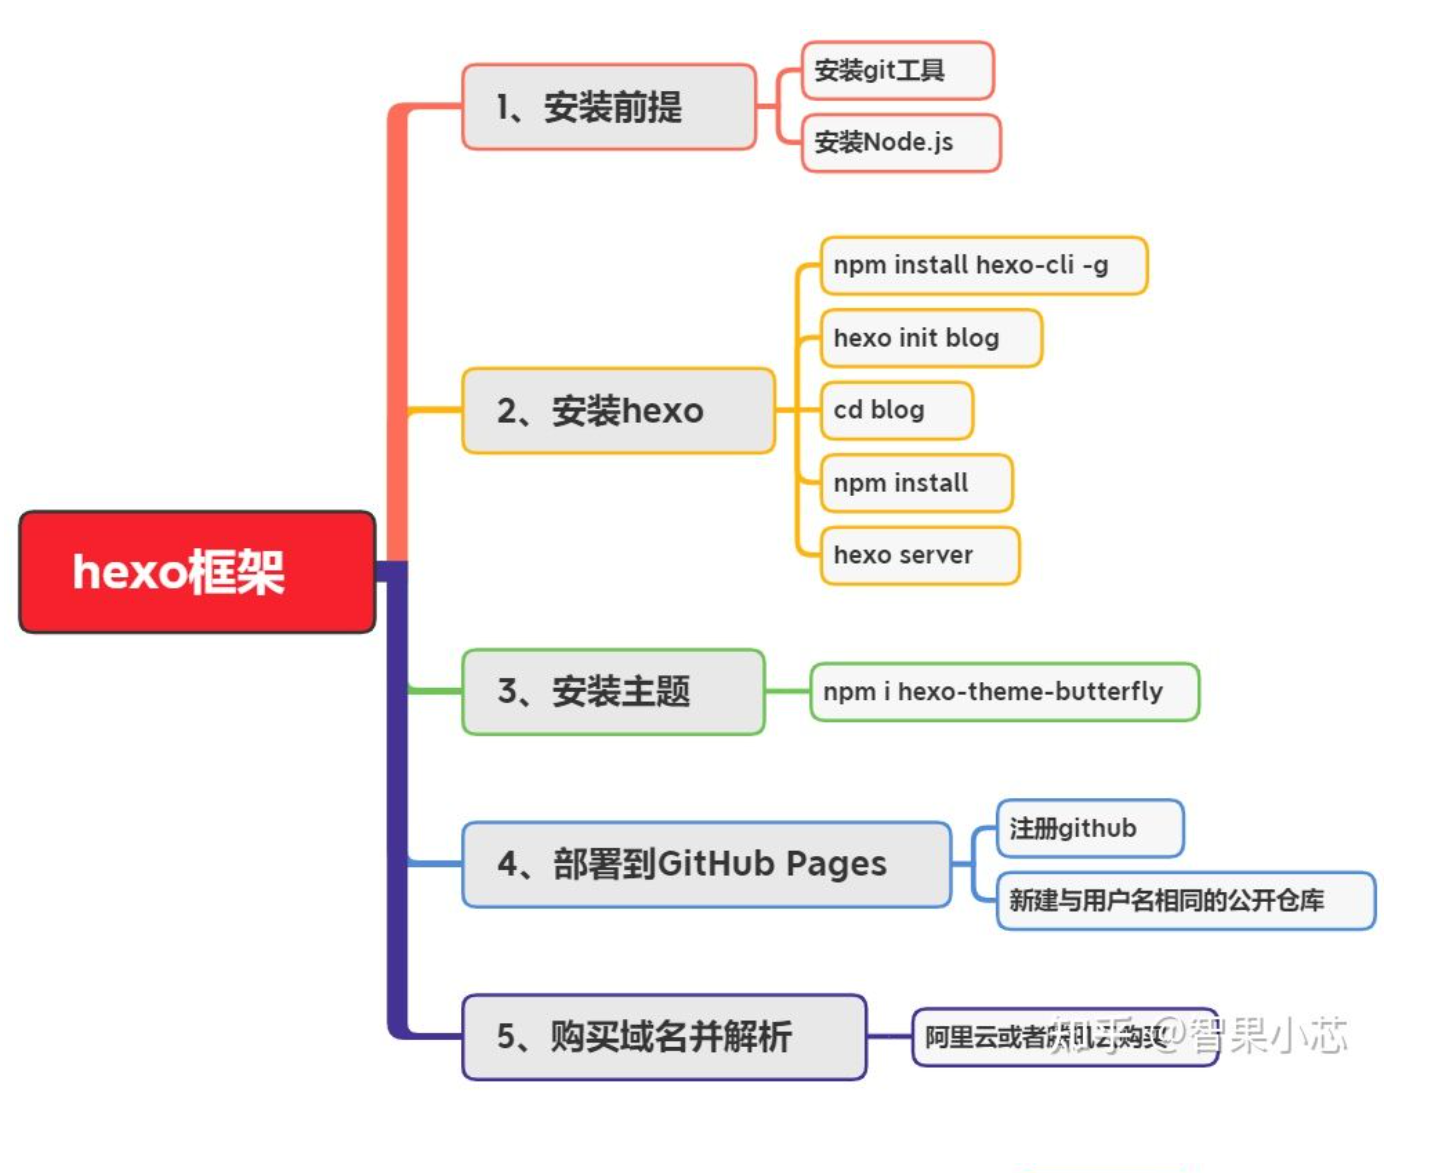 hexo框架
1、安装前提
安装git工具
安装Node.js
2、安装hexo
npm install hexo-cli -g
hexo init blog
cd blog
npm install
hexo server
3、安装主题
npm i hexo-theme-butterfly
4、部署到GitHub Pages
注册github
新建与用户名相同的公开仓库
5、购买域名并解析
阿里云或者购买
知乎 @智果小芯